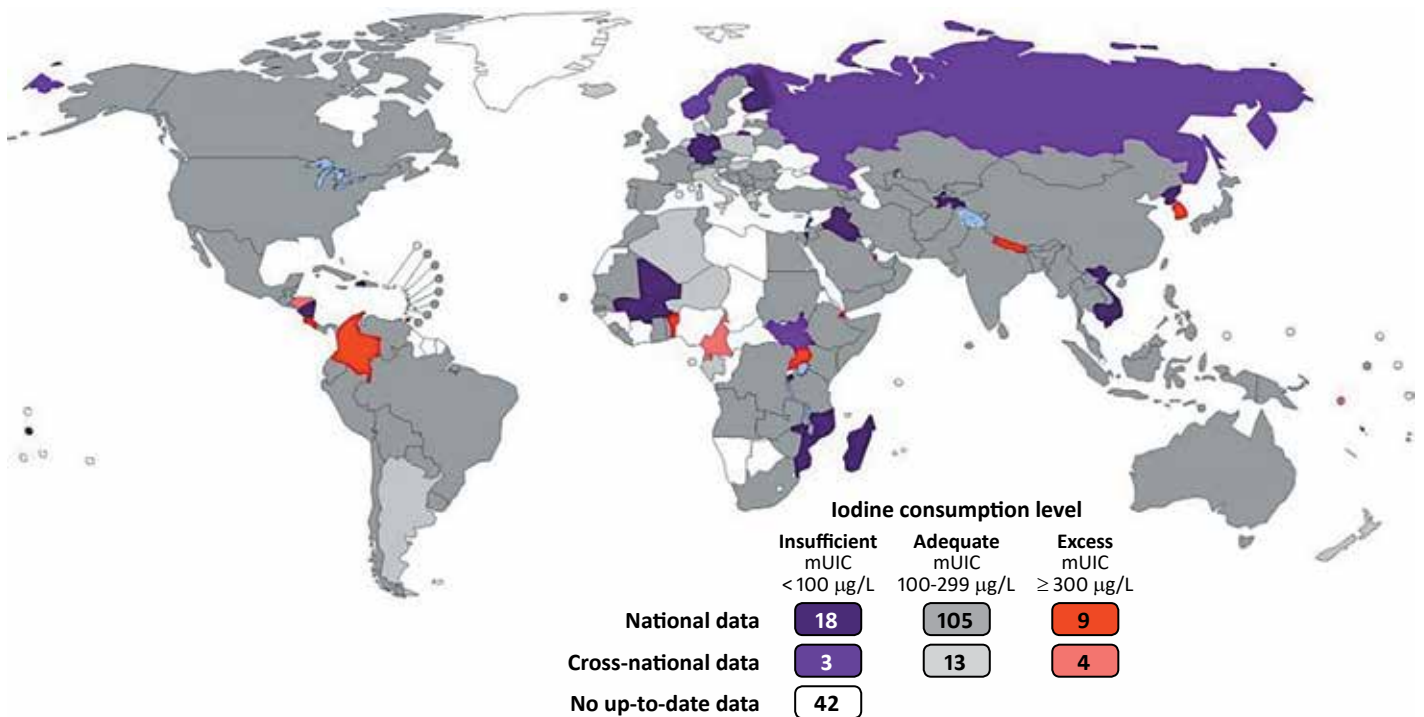 Iodine consumption level
Insufficient Adequate Excess
mUIC mUIC mUIC
< 100 µg/L 100-299 µg/L ≥ 300 µg/L
National data 18 105 9
Cross-national data 3 13 4
No up-to-date data 42